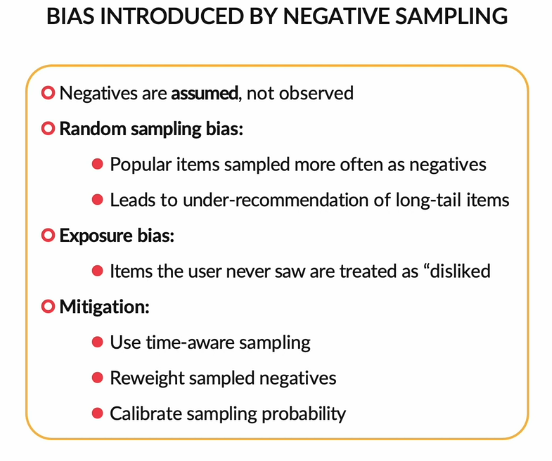 BIAS INTRODUCED BY NEGATIVE SAMPLING
Negatives are assumed, not observed
Random sampling bias:
Popular items sampled more often as negatives
Leads to under-recommendation of long-tail items
Exposure bias:
Items the user never saw are treated as “disliked
Mitigation:
Use time-aware sampling
Reweight sampled negatives
Calibrate sampling probability